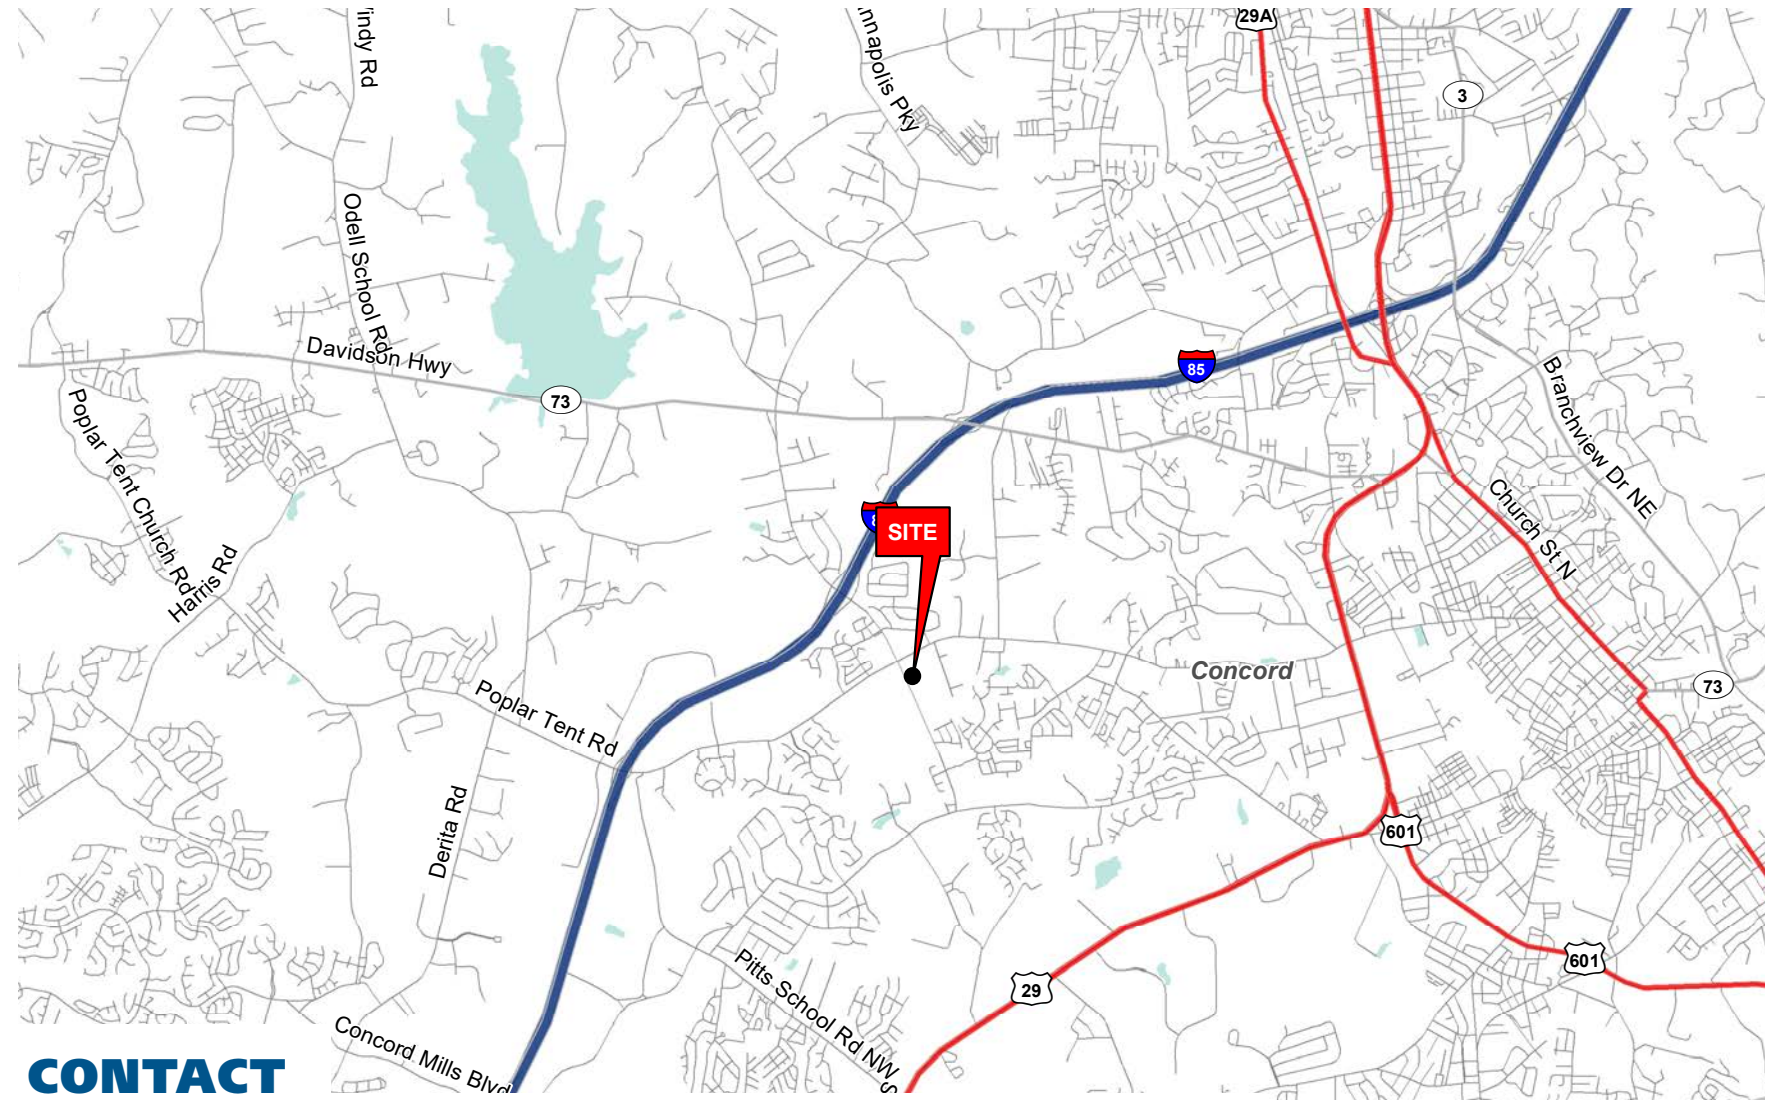 29A
indy Rd
nnapolis Pky
3
Odell School Rd
Davidson Hwy
73
85
Branchview Dr NE
Poplar Tent Church Rd
Church St N
8
SITE
Harris Rd
Concord
73
Poplar Tent Rd
Derita Rd
601
601
Pitts School Rd NW
29
S
Concord Mills Blvd
CONTACT